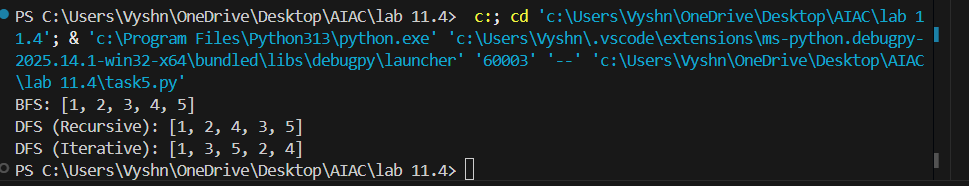 PS C:\Users\Vyshn\OneDrive\Desktop\AIAC\lab 11.4>  c:; cd 'c:\Users\Vyshn\OneDrive\Desktop\AIAC\lab 1
1.4'; & 'c:\Program Files\Python313\python.exe' 'c:\Users\Vyshn\.vscode\extensions\ms-python.debugpy-
2025.14.1-win32-x64\bundled\libs\debugpy\launcher' '60003' '--' 'c:\Users\Vyshn\OneDrive\Desktop\AIAC
\lab 11.4\task5.py'
BFS: [1, 2, 3, 4, 5]
DFS (Recursive): [1, 2, 4, 3, 5]
DFS (Iterative): [1, 3, 5, 2, 4]
PS C:\Users\Vyshn\OneDrive\Desktop\AIAC\lab 11.4>